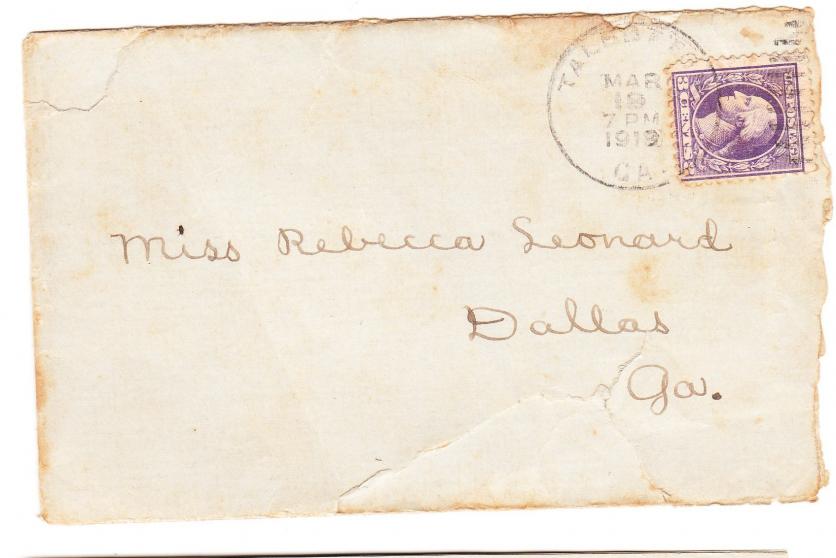 MAR
19
7 PM
1919
GA.
Miss Rebecca Leonard
Dallas
Ga.